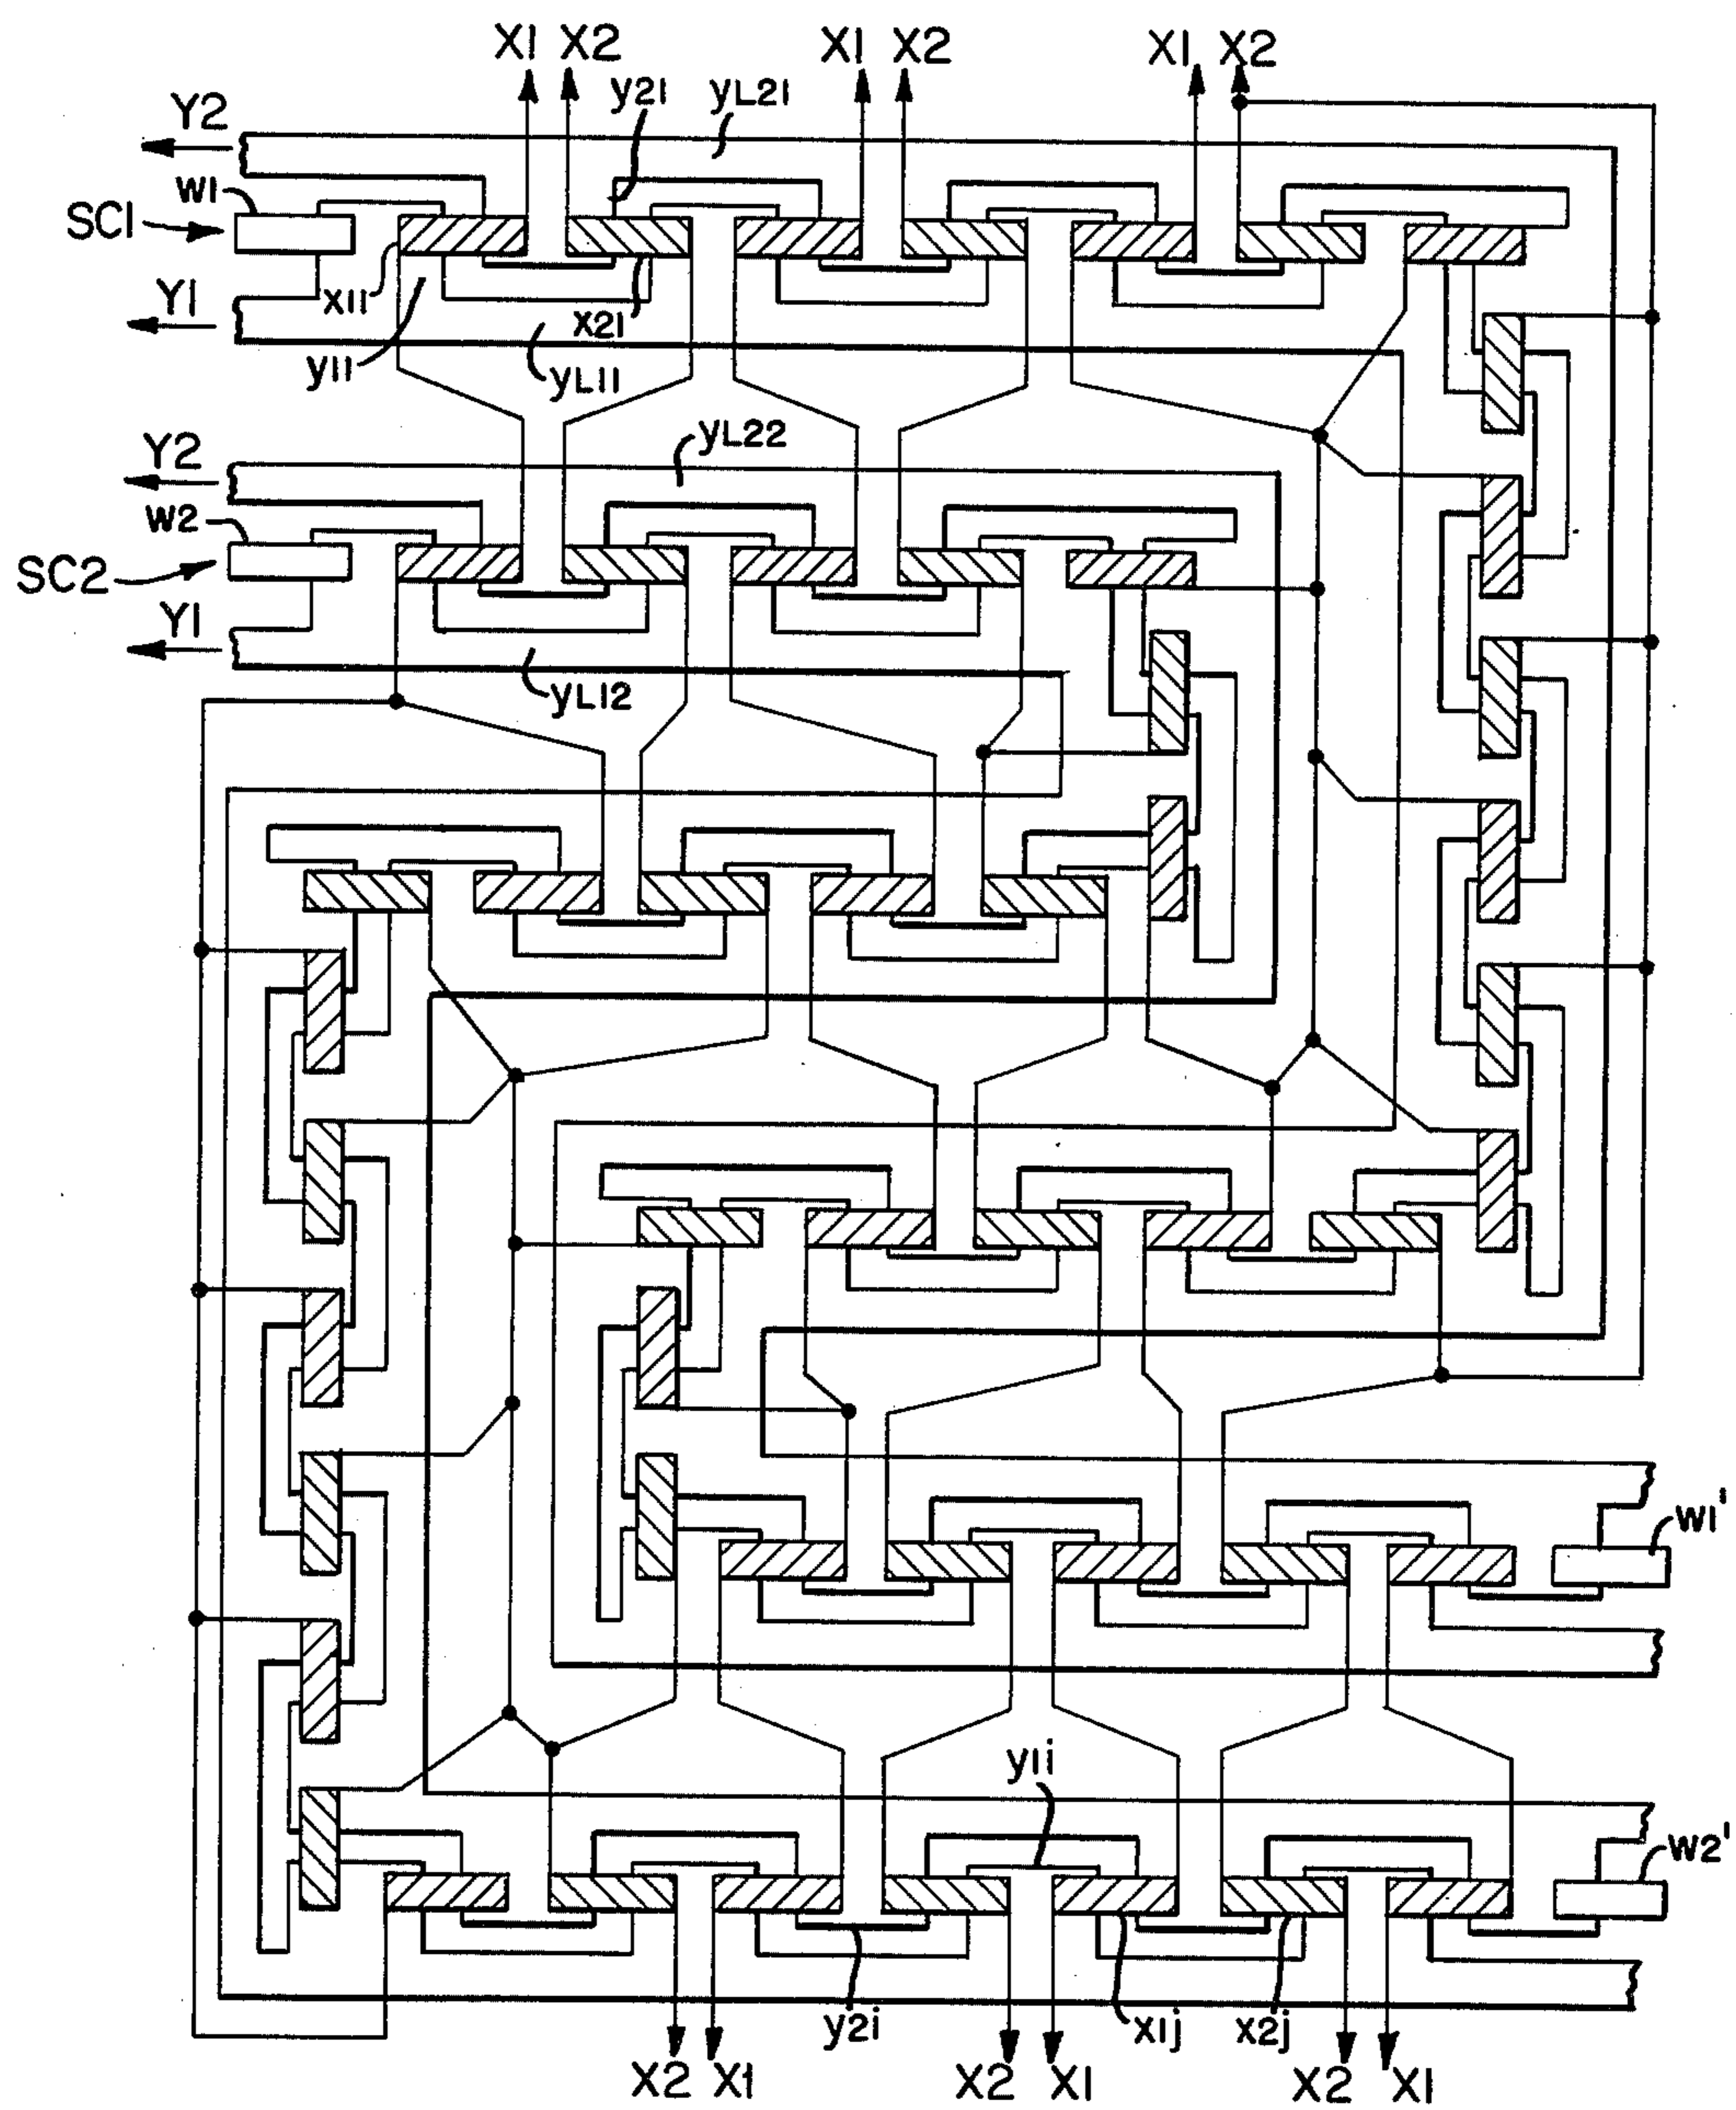 X1 X2 X1 X2 X1 X2
y21 yL21
Y2
W1
SC1
Y1
x11 x21
y11 yL11
yL22
Y2
W2
SC2
Y1
yL12
W1'
y1i
W2'
y2i x1j x2j
X2 X1 X2 X1 X2 X1